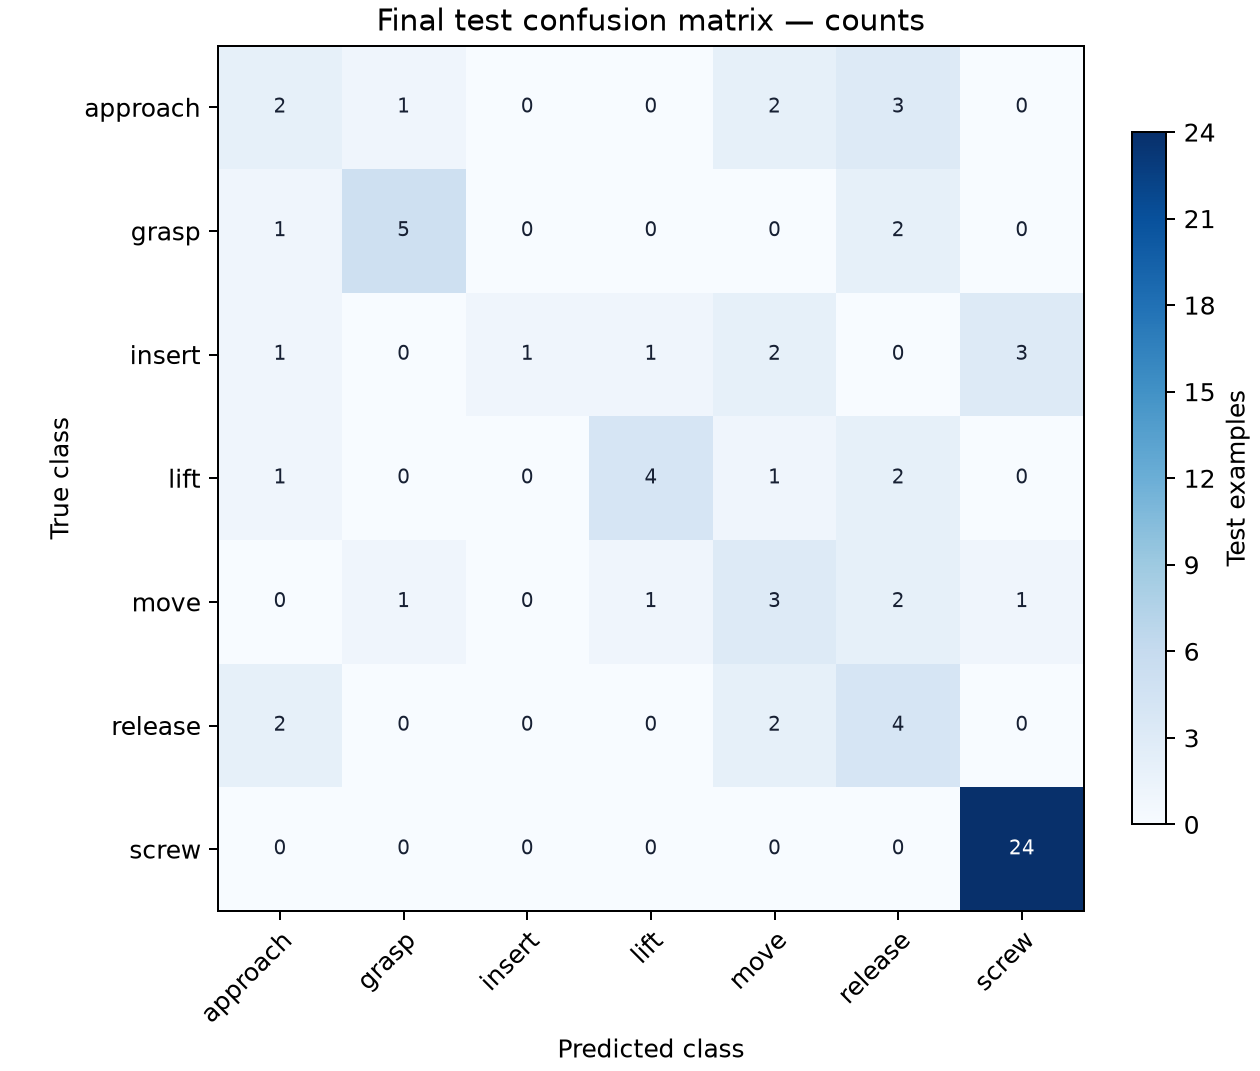 Final test confusion matrix — counts
approach 2 1 0 0 2 3 0
grasp 1 5 0 0 0 2 0
insert 1 0 1 1 2 0 3
lift 1 0 0 4 1 2 0
move 0 1 0 1 3 2 1
release 2 0 0 0 2 4 0
screw 0 0 0 0 0 0 24
approach grasp insert lift move release screw
Predicted class
True class
24
21
18
15
12
9
6
3
0
Test examples